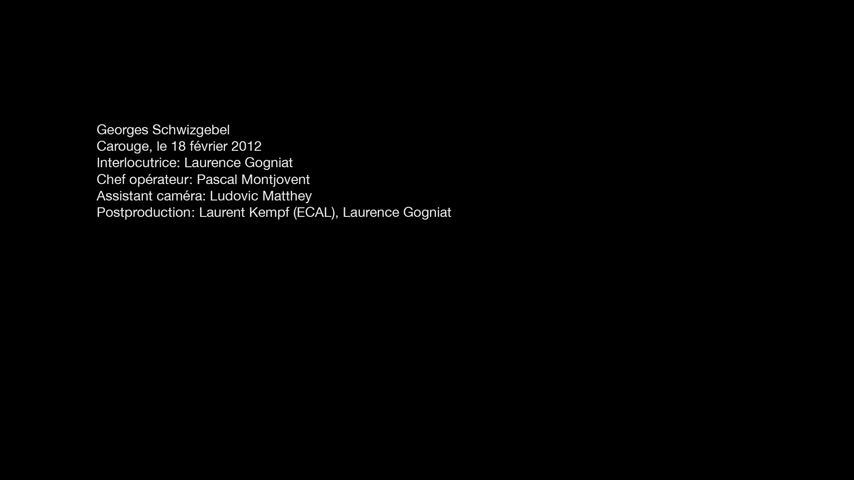 Georges Schwizgebel
Carouge, le 18 février 2012
Interlocutrice: Laurence Gogniat
Chef opérateur: Pascal Montjovent
Assistant caméra: Ludovic Matthey
Postproduction: Laurent Kempf (ECAL), Laurence Gogniat